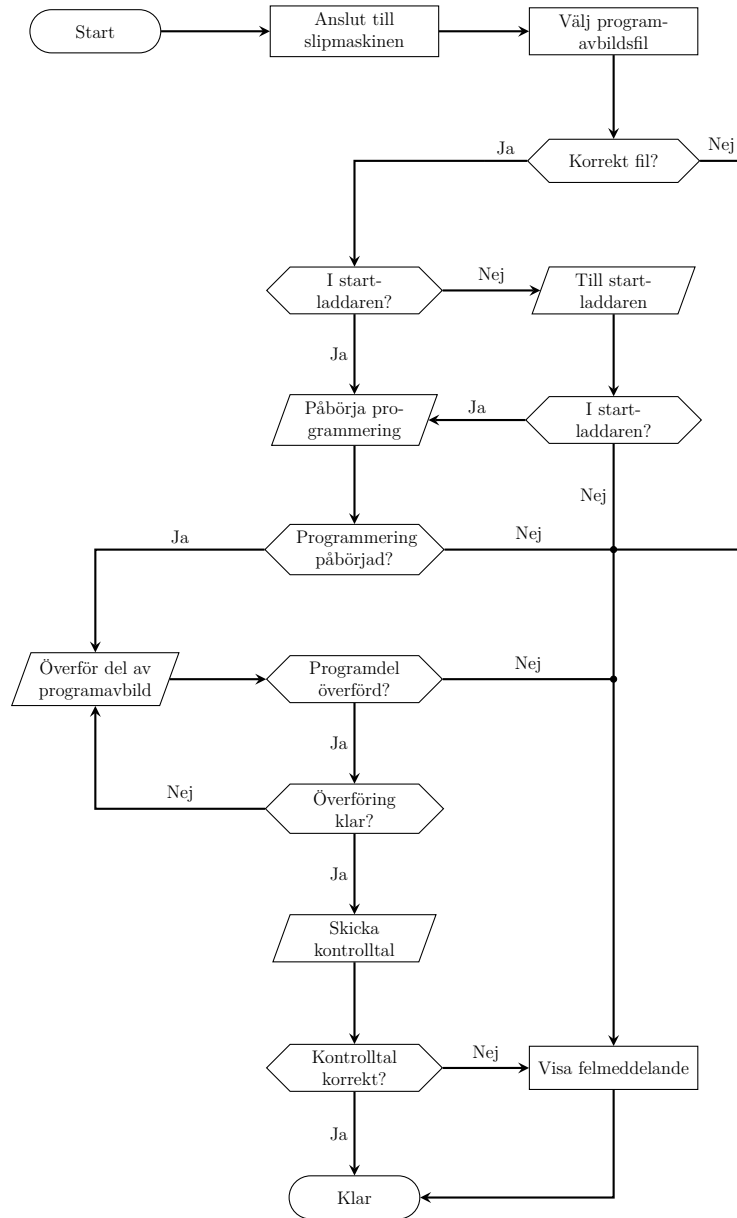 Start
Anslut till
slipmaskinen
Välj program-
avbildsfil
Korrekt fil?
Ja
Nej
I start-
laddaren?
Nej
Till start-
laddaren
Ja
Påbörja pro-
grammering
Ja
I start-
laddaren?
Nej
Programmering
påbörjad?
Ja
Nej
Överför del av
programavbild
Programdel
överförd?
Nej
Ja
Överföring
klar?
Nej
Ja
Skicka
kontrolltal
Kontrolltal
korrekt?
Nej
Visa felmeddelande
Ja
Klar